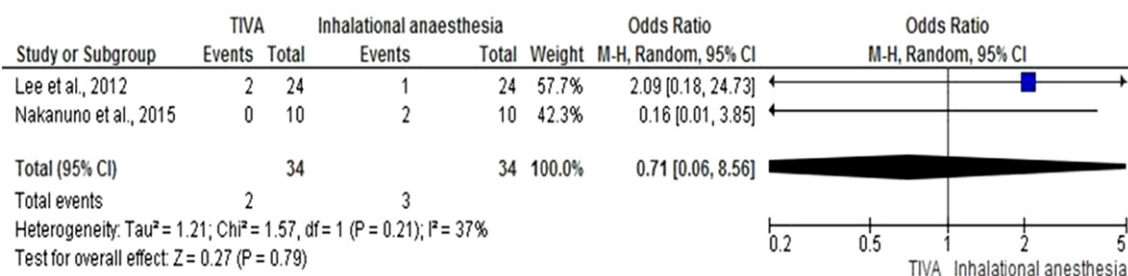 TIVA Inhalational anaesthesia Odds Ratio Odds Ratio
Study or Subgroup Events Total Events Total Weight M-H, Random, 95% CI M-H, Random, 95% CI
Lee et al., 2012 2 24 1 24 57.7% 2.09 [0.18, 24.73]
Nakanuno et al., 2015 0 10 2 10 42.3% 0.16 [0.01, 3.85]
Total (95% CI) 34 34 100.0% 0.71 [0.06, 8.56]
Total events 2 3
Heterogeneity: Tau² = 1.21; Chi² = 1.57, df = 1 (P = 0.21); I² = 37%
Test for overall effect: Z = 0.27 (P = 0.79)
0.2 0.5 1 2 5
TIVA Inhalational anaesthesia